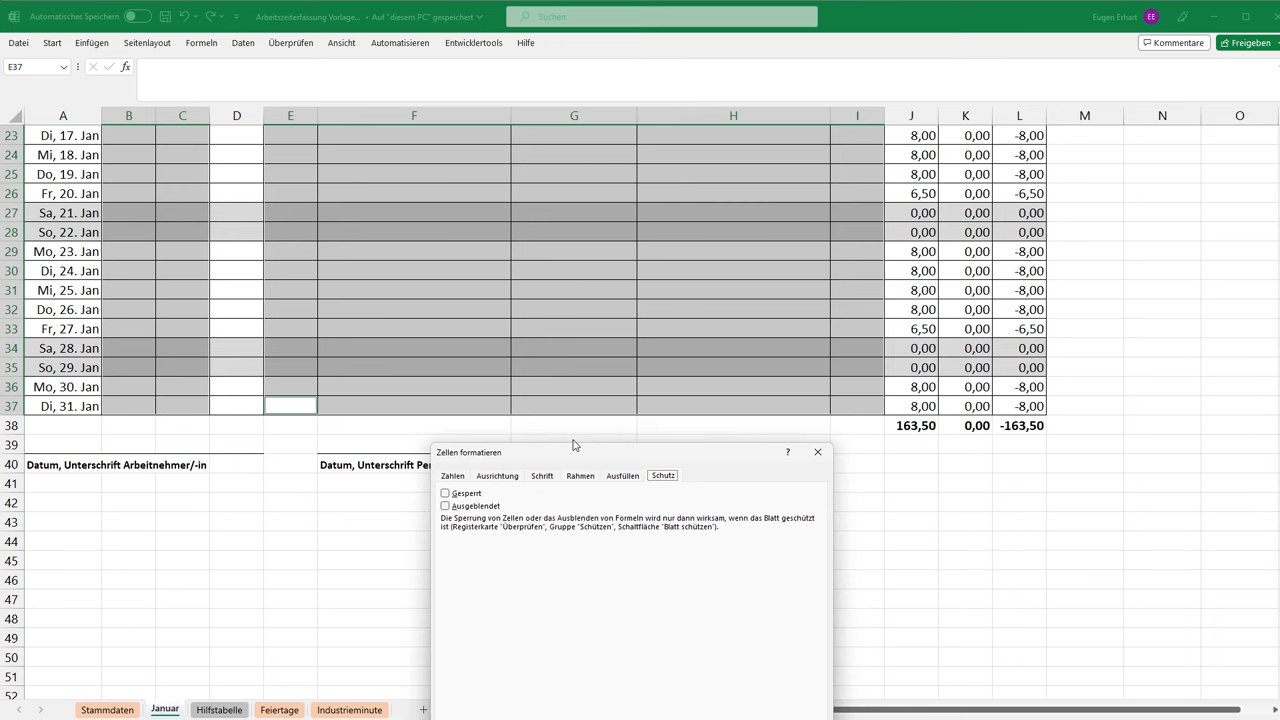 Automatisches Speichern
Arbeitszeiterfassung Vorlage... • Auf "diesem PC" gespeichert
Suchen
Eugen Erhart EE
Datei Start Einfügen Seitenlayout Formeln Daten Überprüfen Ansicht Automatisieren Entwicklertools Hilfe
Kommentare Freigeben
E37 fx
A B C D E F G H I J K L M N O
23 Di, 17. Jan 8,00 0,00 -8,00
24 Mi, 18. Jan 8,00 0,00 -8,00
25 Do, 19. Jan 8,00 0,00 -8,00
26 Fr, 20. Jan 6,50 0,00 -6,50
27 Sa, 21. Jan 0,00 0,00 0,00
28 So, 22. Jan 0,00 0,00 0,00
29 Mo, 23. Jan 8,00 0,00 -8,00
30 Di, 24. Jan 8,00 0,00 -8,00
31 Mi, 25. Jan 8,00 0,00 -8,00
32 Do, 26. Jan 8,00 0,00 -8,00
33 Fr, 27. Jan 6,50 0,00 -6,50
34 Sa, 28. Jan 0,00 0,00 0,00
35 So, 29. Jan 0,00 0,00 0,00
36 Mo, 30. Jan 8,00 0,00 -8,00
37 Di, 31. Jan 8,00 0,00 -8,00
38 163,50 0,00 -163,50
39
40 Datum, Unterschrift Arbeitnehmer/-in Datum, Unterschrift Per
41
42
43
44
45
46
47
48
49
50
51
52
Zellen formatieren ?
Zahlen Ausrichtung Schrift Rahmen Ausfüllen Schutz
Gesperrt
Ausgeblendet
Die Sperrung von Zellen oder das Ausblenden von Formeln wird nur dann wirksam, wenn das Blatt geschützt
ist (Registerkarte "Überprüfen", Gruppe "Schützen", Schaltfläche "Blatt schützen").
Stammdaten Januar Hilfstabelle Feiertage Industrieminute